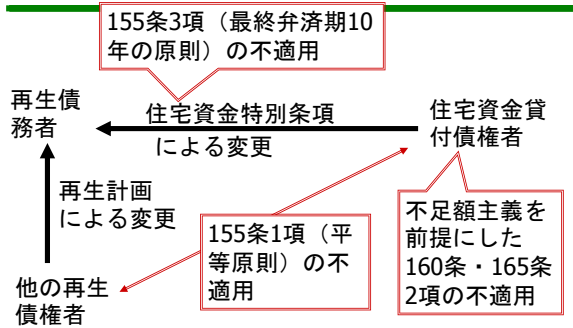 155条3項（最終弁済期10
年の原則）の不適用
再生債
務者
住宅資金特別条項
による変更
住宅資金貸
付債権者
再生計画
による変更
155条1項（平
等原則）の不
適用
不足額主義を
前提にした
160条・165条
2項の不適用
他の再生
債権者